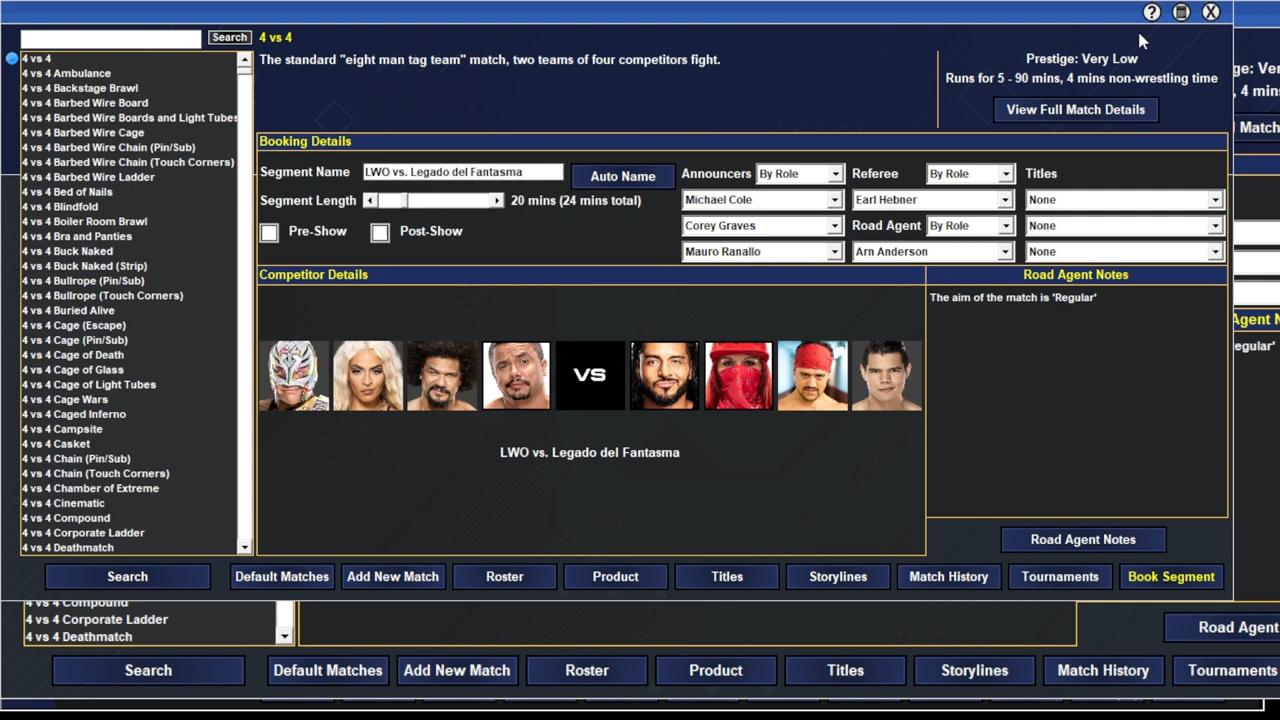 Search
4 vs 4
4 vs 4
4 vs 4 Ambulance
4 vs 4 Backstage Brawl
4 vs 4 Barbed Wire Board
4 vs 4 Barbed Wire Boards and Light Tubes
4 vs 4 Barbed Wire Cage
4 vs 4 Barbed Wire Chain (Pin/Sub)
4 vs 4 Barbed Wire Chain (Touch Corners)
4 vs 4 Barbed Wire Ladder
4 vs 4 Bed of Nails
4 vs 4 Blindfold
4 vs 4 Boiler Room Brawl
4 vs 4 Bra and Panties
4 vs 4 Buck Naked
4 vs 4 Buck Naked (Strip)
4 vs 4 Bullrope (Pin/Sub)
4 vs 4 Bullrope (Touch Corners)
4 vs 4 Buried Alive
4 vs 4 Cage (Escape)
4 vs 4 Cage (Pin/Sub)
4 vs 4 Cage of Death
4 vs 4 Cage of Glass
4 vs 4 Cage of Light Tubes
4 vs 4 Cage Wars
4 vs 4 Caged Inferno
4 vs 4 Campsite
4 vs 4 Casket
4 vs 4 Chain (Pin/Sub)
4 vs 4 Chain (Touch Corners)
4 vs 4 Chamber of Extreme
4 vs 4 Cinematic
4 vs 4 Compound
4 vs 4 Corporate Ladder
4 vs 4 Deathmatch
The standard "eight man tag team" match, two teams of four competitors fight.
Prestige: Very Low
Runs for 5 - 90 mins, 4 mins non-wrestling time
View Full Match Details
Booking Details
Segment Name
LWO vs. Legado del Fantasma
Auto Name
Segment Length
20 mins (24 mins total)
Pre-Show
Post-Show
Announcers
By Role
Michael Cole
Corey Graves
Mauro Ranallo
Referee
By Role
Earl Hebner
Road Agent
By Role
Arn Anderson
Titles
None
None
None
Competitor Details
VS
LWO vs. Legado del Fantasma
Road Agent Notes
The aim of the match is 'Regular'
Road Agent Notes
Search
Default Matches
Add New Match
Roster
Product
Titles
Storylines
Match History
Tournaments
Book Segment
ge: Ver
4 min
Match
Agent N
egular'
4 vs 4 Compound
4 vs 4 Corporate Ladder
4 vs 4 Deathmatch
Road Agent
Search
Default Matches
Add New Match
Roster
Product
Titles
Storylines
Match History
Tournaments